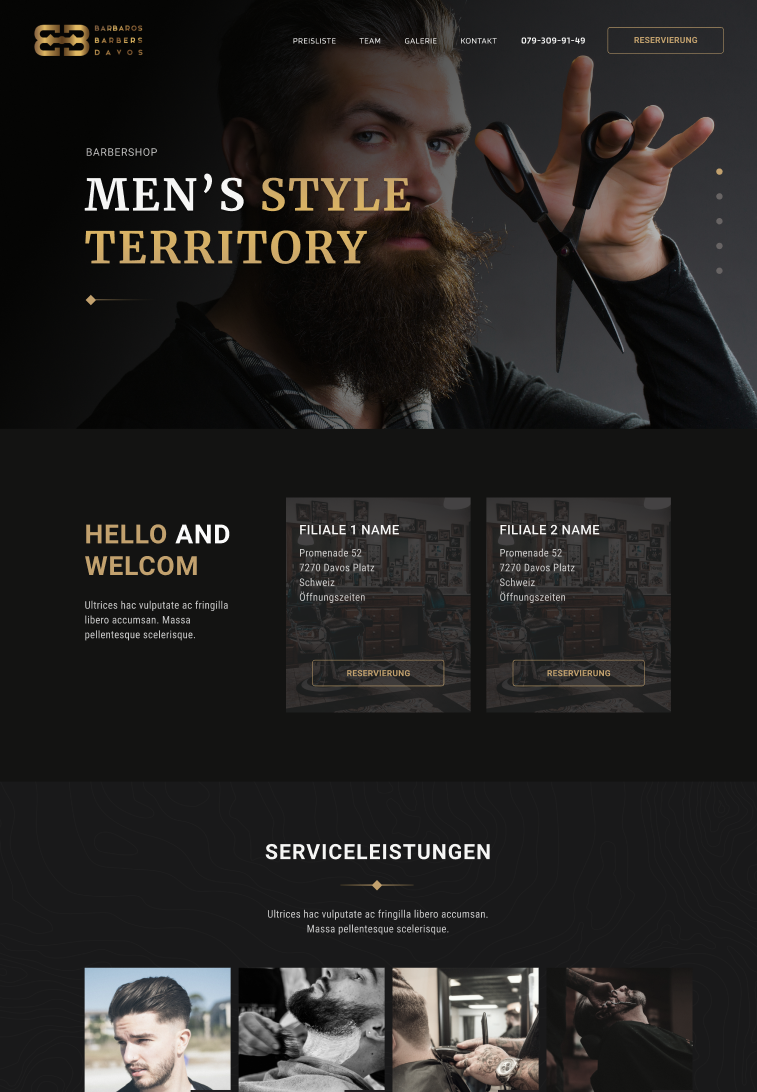 BARBAROS
BARBERS
DAVOS
PREISLISTE TEAM GALERIE KONTAKT 079-309-91-49 RESERVIERUNG
BARBERSHOP
MEN’S STYLE
TERRITORY
HELLO AND
WELCOM
Ultrices hac vulputate ac fringilla
libero accumsan. Massa
pellentesque scelerisque.
FILIALE 1 NAME
Promenade 52
7270 Davos Platz
Schweiz
Öffnungszeiten
RESERVIERUNG
FILIALE 2 NAME
Promenade 52
7270 Davos Platz
Schweiz
Öffnungszeiten
RESERVIERUNG
SERVICELEISTUNGEN
Ultrices hac vulputate ac fringilla libero accumsan.
Massa pellentesque scelerisque.